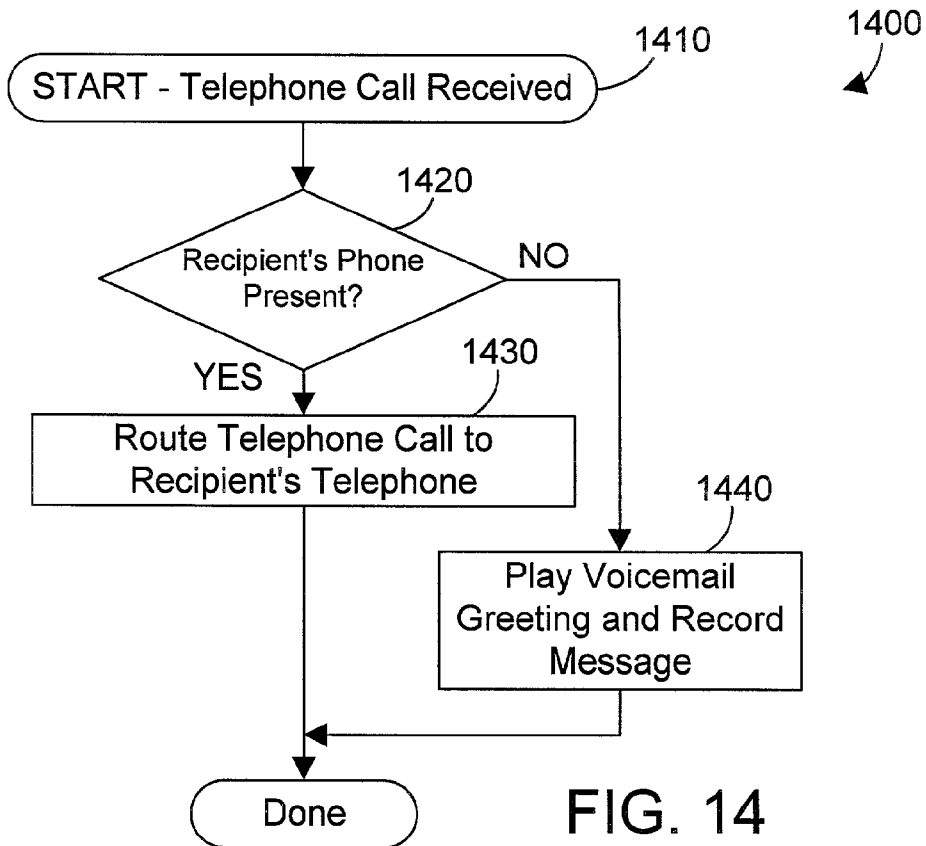 1400
1410
START - Telephone Call Received
1420
Recipient's Phone
Present?
NO
YES
1430
Route Telephone Call to
Recipient's Telephone
1440
Play Voicemail
Greeting and Record
Message
Done
FIG. 14